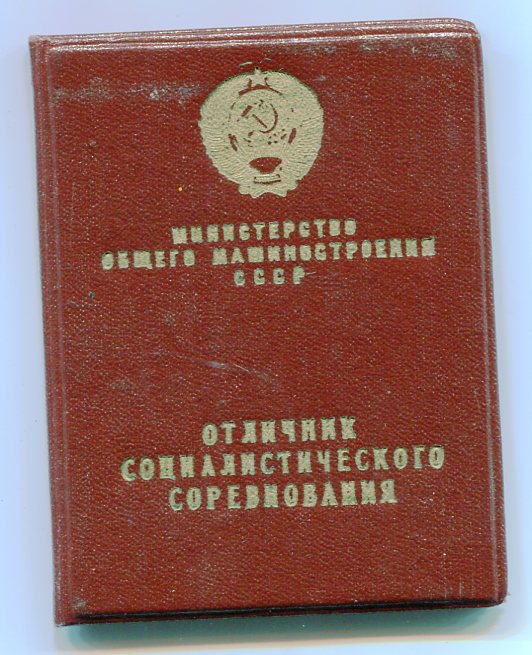 МИНИСТЕРСТВО
ОБЩЕГО МАШИНОСТРОЕНИЯ
СССР
ОТЛИЧНИК
СОЦИАЛИСТИЧЕСКОГО
СОРЕВНОВАНИЯ